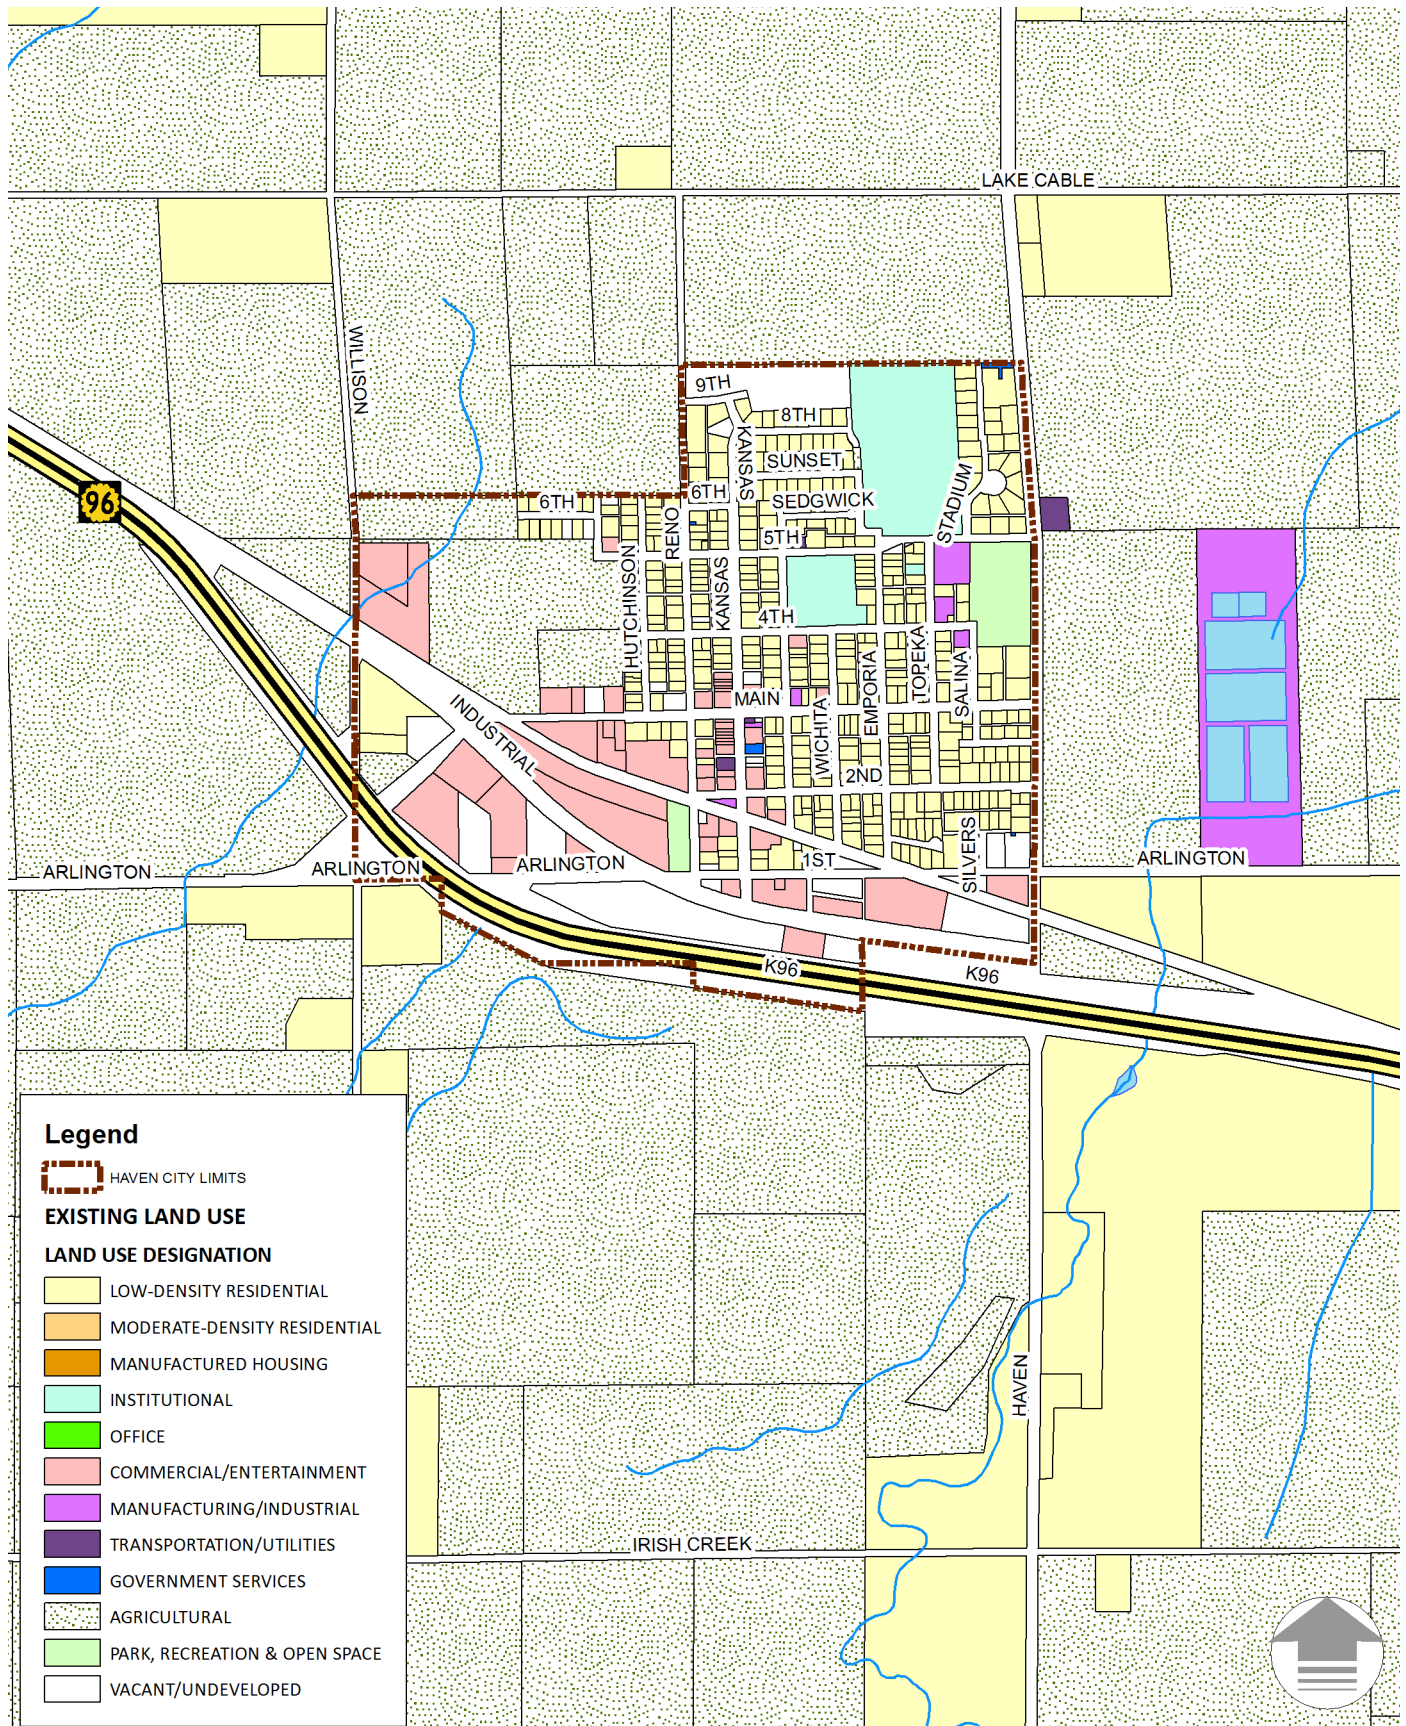 LAKE CABLE
WILLISON
9TH
8TH
KANSAS
SUNSET
6TH
6TH
SEDGWICK
STADIUM
96
RENO
5TH
HUTCHINSON
KANSAS
4TH
TOPEKA
EMPORIA
SALINA
MAIN
INDUSTRIAL
WICHITA
2ND
SILVERS
1ST
ARLINGTON
ARLINGTON
ARLINGTON
ARLINGTON
K96
K96
HAVEN
IRISH CREEK
Legend
HAVEN CITY LIMITS
EXISTING LAND USE
LAND USE DESIGNATION
LOW-DENSITY RESIDENTIAL
MODERATE-DENSITY RESIDENTIAL
MANUFACTURED HOUSING
INSTITUTIONAL
OFFICE
COMMERCIAL/ENTERTAINMENT
MANUFACTURING/INDUSTRIAL
TRANSPORTATION/UTILITIES
GOVERNMENT SERVICES
AGRICULTURAL
PARK, RECREATION & OPEN SPACE
VACANT/UNDEVELOPED